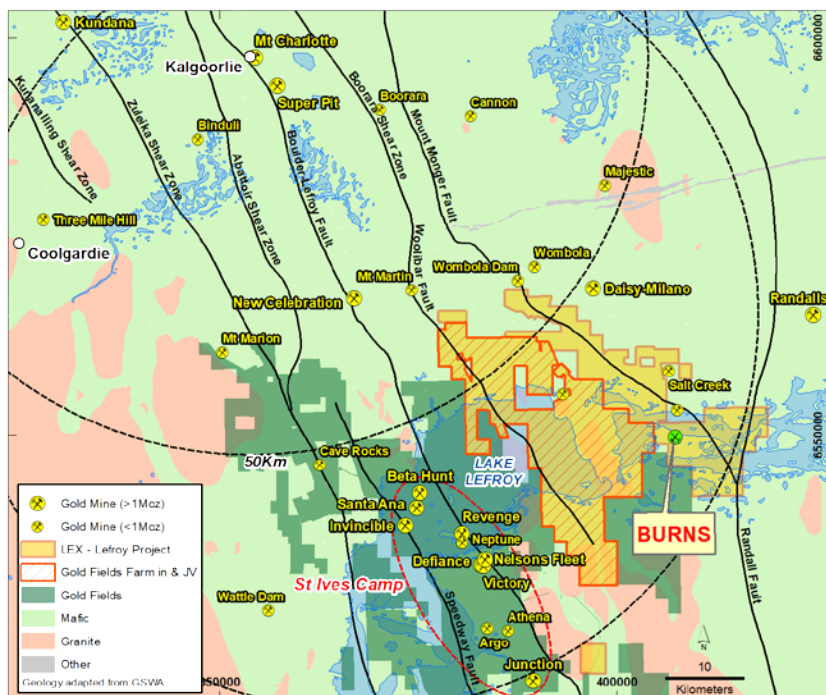 Kundana
Mt Charlotte
Kalgoorlie
Super Pit
Boorara
Cannon
Binduli
Kunanalling Shear Zone
Zuleika Shear Zone
Abattoir Shear Zone
Boulder-Lefroy Fault
Boorara Shear Zone
Mount Monger Fault
Majestic
Three Mile Hill
Coolgardie
Woolibar Fault
Wombola
Wombola Dam
Mt Martin
Daisy-Milano
New Celebration
Randalls
Mt Marion
Salt Creek
6600000
6550000
50Km
Cave Rocks
LAKE
LEFROY
Beta Hunt
Santa Ana
Invincible
Revenge
Neptune
BURNS
Defiance
Nelsons Fleet
Victory
St Ives Camp
Speedway Fault
Randall Fault
Wattle Dam
Athena
Argo
Junction
Gold Mine (>1Moz)
Gold Mine (<1Moz)
LEX - Lefroy Project
Gold Fields Farm in & JV
Gold Fields
Mafic
Granite
Other
Geology adapted from GSWA
350000
400000
N
10
Kilometers